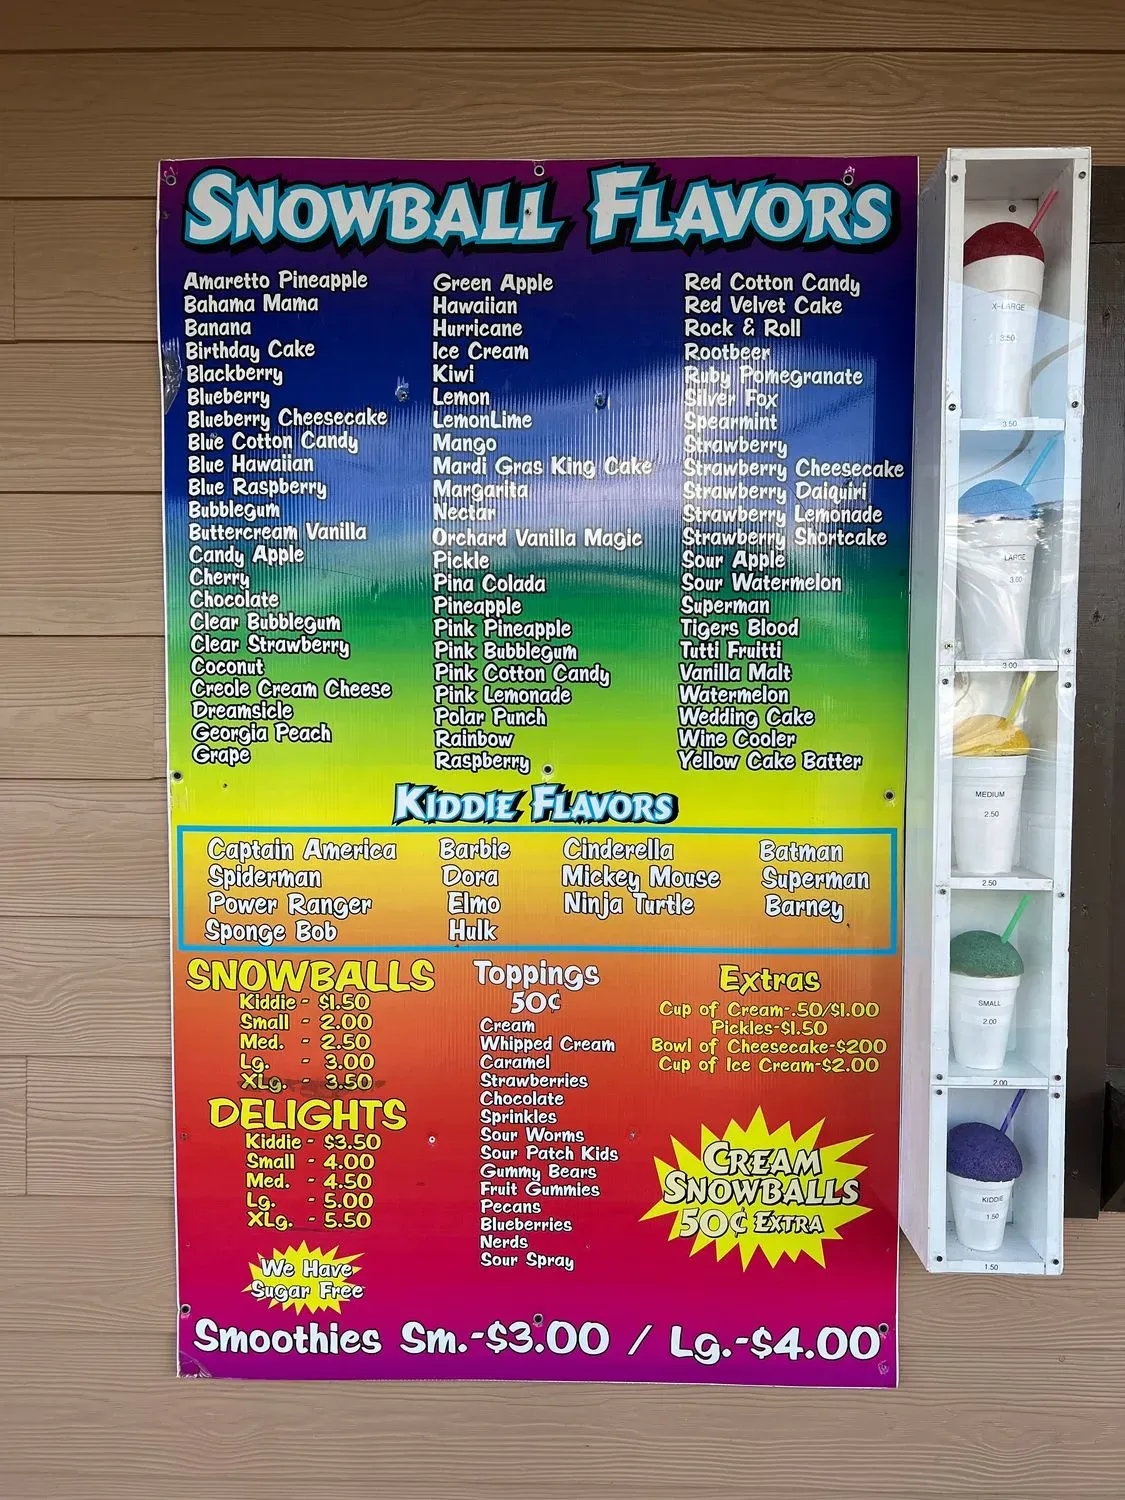 SNOWBALL FLAVORS
Amaretto Pineapple
Bahama Mama
Banana
Birthday Cake
Blackberry
Blueberry
Blueberry Cheesecake
Blue Cotton Candy
Blue Hawaiian
Blue Raspberry
Bubblegum
Buttercream Vanilla
Candy Apple
Cherry
Chocolate
Clear Bubblegum
Clear Strawberry
Coconut
Creole Cream Cheese
Dreamsicle
Georgia Peach
Grape
Green Apple
Hawaiian
Hurricane
Ice Cream
Kiwi
Lemon
LemonLime
Mango
Mardi Gras King Cake
Margarita
Nectar
Orchard Vanilla Magic
Pickle
Pina Colada
Pineapple
Pink Pineapple
Pink Bubblegum
Pink Cotton Candy
Pink Lemonade
Polar Punch
Rainbow
Raspberry
Red Cotton Candy
Red Velvet Cake
Rock & Roll
Rootbeer
Ruby Pomegranate
Silver Fox
Spearmint
Strawberry
Strawberry Cheesecake
Strawberry Daiquiri
Strawberry Lemonade
Strawberry Shortcake
Sour Apple
Sour Watermelon
Superman
Tigers Blood
Tutti Fruitti
Vanilla Malt
Watermelon
Wedding Cake
Wine Cooler
Yellow Cake Batter
KIDDIE FLAVORS
Captain America
Spiderman
Power Ranger
Sponge Bob
Barbie
Dora
Elmo
Hulk
Cinderella
Mickey Mouse
Ninja Turtle
Batman
Superman
Barney
SNOWBALLS
Kiddie - $1.50
Small - 2.00
Med. - 2.50
Lg. - 3.00
XLg. - 3.50
DELIGHTS
Kiddie - $3.50
Small - 4.00
Med. - 4.50
Lg. - 5.00
XLg. - 5.50
We Have
Sugar Free
Toppings
50¢
Cream
Whipped Cream
Caramel
Strawberries
Chocolate
Sprinkles
Sour Worms
Sour Patch Kids
Gummy Bears
Fruit Gummies
Pecans
Blueberries
Nerds
Sour Spray
Extras
Cup of Cream-.50/$1.00
Pickles-$1.50
Bowl of Cheesecake-$200
Cup of Ice Cream-$2.00
CREAM
SNOWBALLS
50¢ EXTRA
Smoothies Sm.-$3.00 / Lg.-$4.00
X-LARGE
3.50
3.50
LARGE
3.00
3.00
MEDIUM
2.50
2.50
SMALL
2.00
2.00
KIDDIE
1.50
1.50